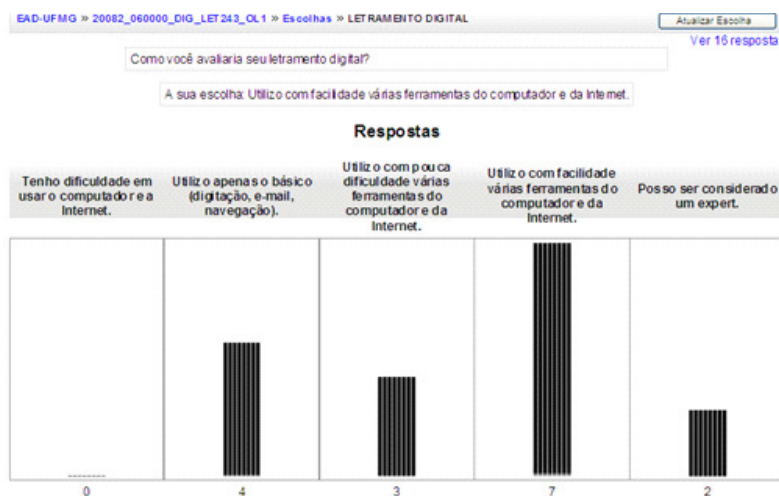 EAD-UFMG » 20082_060000_DIG_LET243_OL1 » Escolhas » LETRAMENTO DIGITAL
Atualizar Escolha
Ver 16 resposta
Como você avaliaria seu letramento digital?
A sua escolha: Utilizo com facilidade várias ferramentas do computador e da Internet.
Respostas
Tenho dificuldade em
usar o computador e a
Internet.
Utilizo apenas o básico
(digitação, e-mail,
navegação).
Utilizo com pouca
dificuldade várias
ferramentas do
computador e da
Internet.
Utilizo com facilidade
várias ferramentas do
computador e da
Internet.
Posso ser considerado
um expert.
0
4
3
7
2